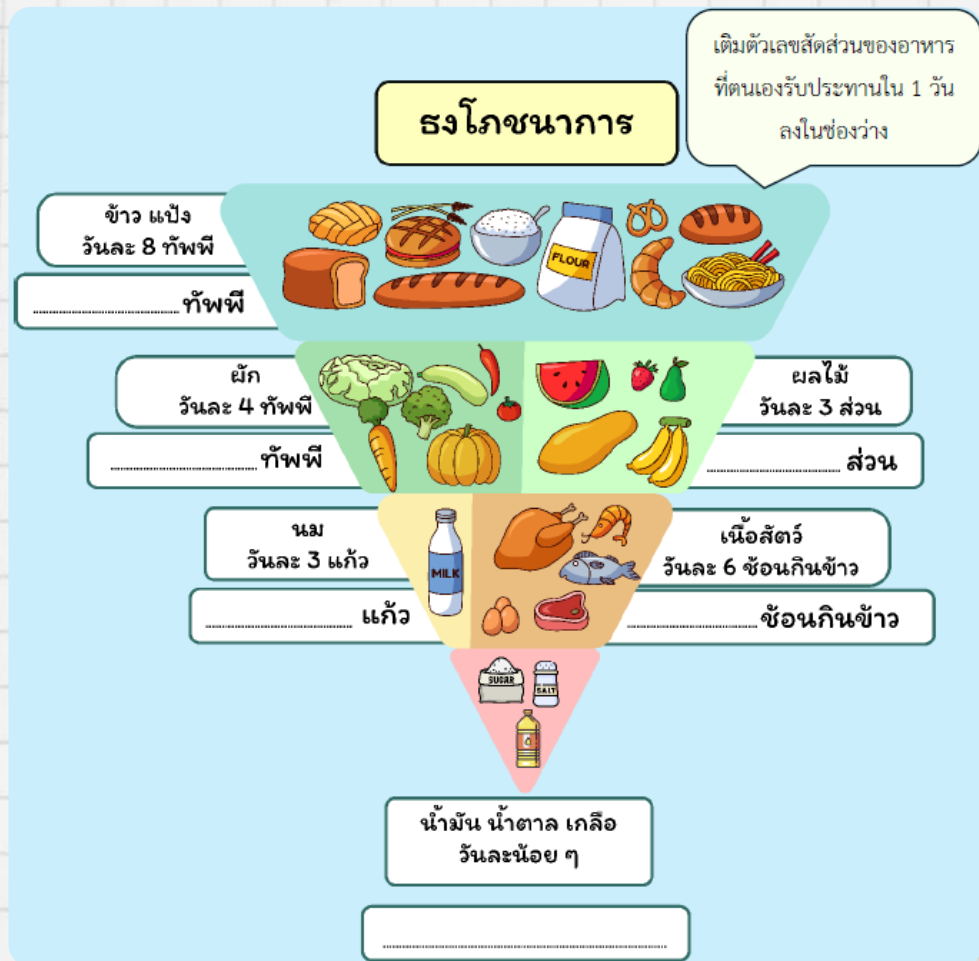 เติมตัวเลขสัดส่วนของอาหาร
ที่ตนเองรับประทานใน 1 วัน
ลงในช่องว่าง
ธงโภชนาการ
ข้าว แป้ง
วันละ 8 ทัพพี
ทัพพี
FLOUR
ผัก
วันละ 4 ทัพพี
ทัพพี
ผลไม้
วันละ 3 ส่วน
ส่วน
นม
วันละ 3 แก้ว
แก้ว
MILK
เนื้อสัตว์
วันละ 6 ช้อนกินข้าว
ช้อนกินข้าว
SUGAR
SALT
น้ำมัน น้ำตาล เกลือ
วันละน้อย ๆ